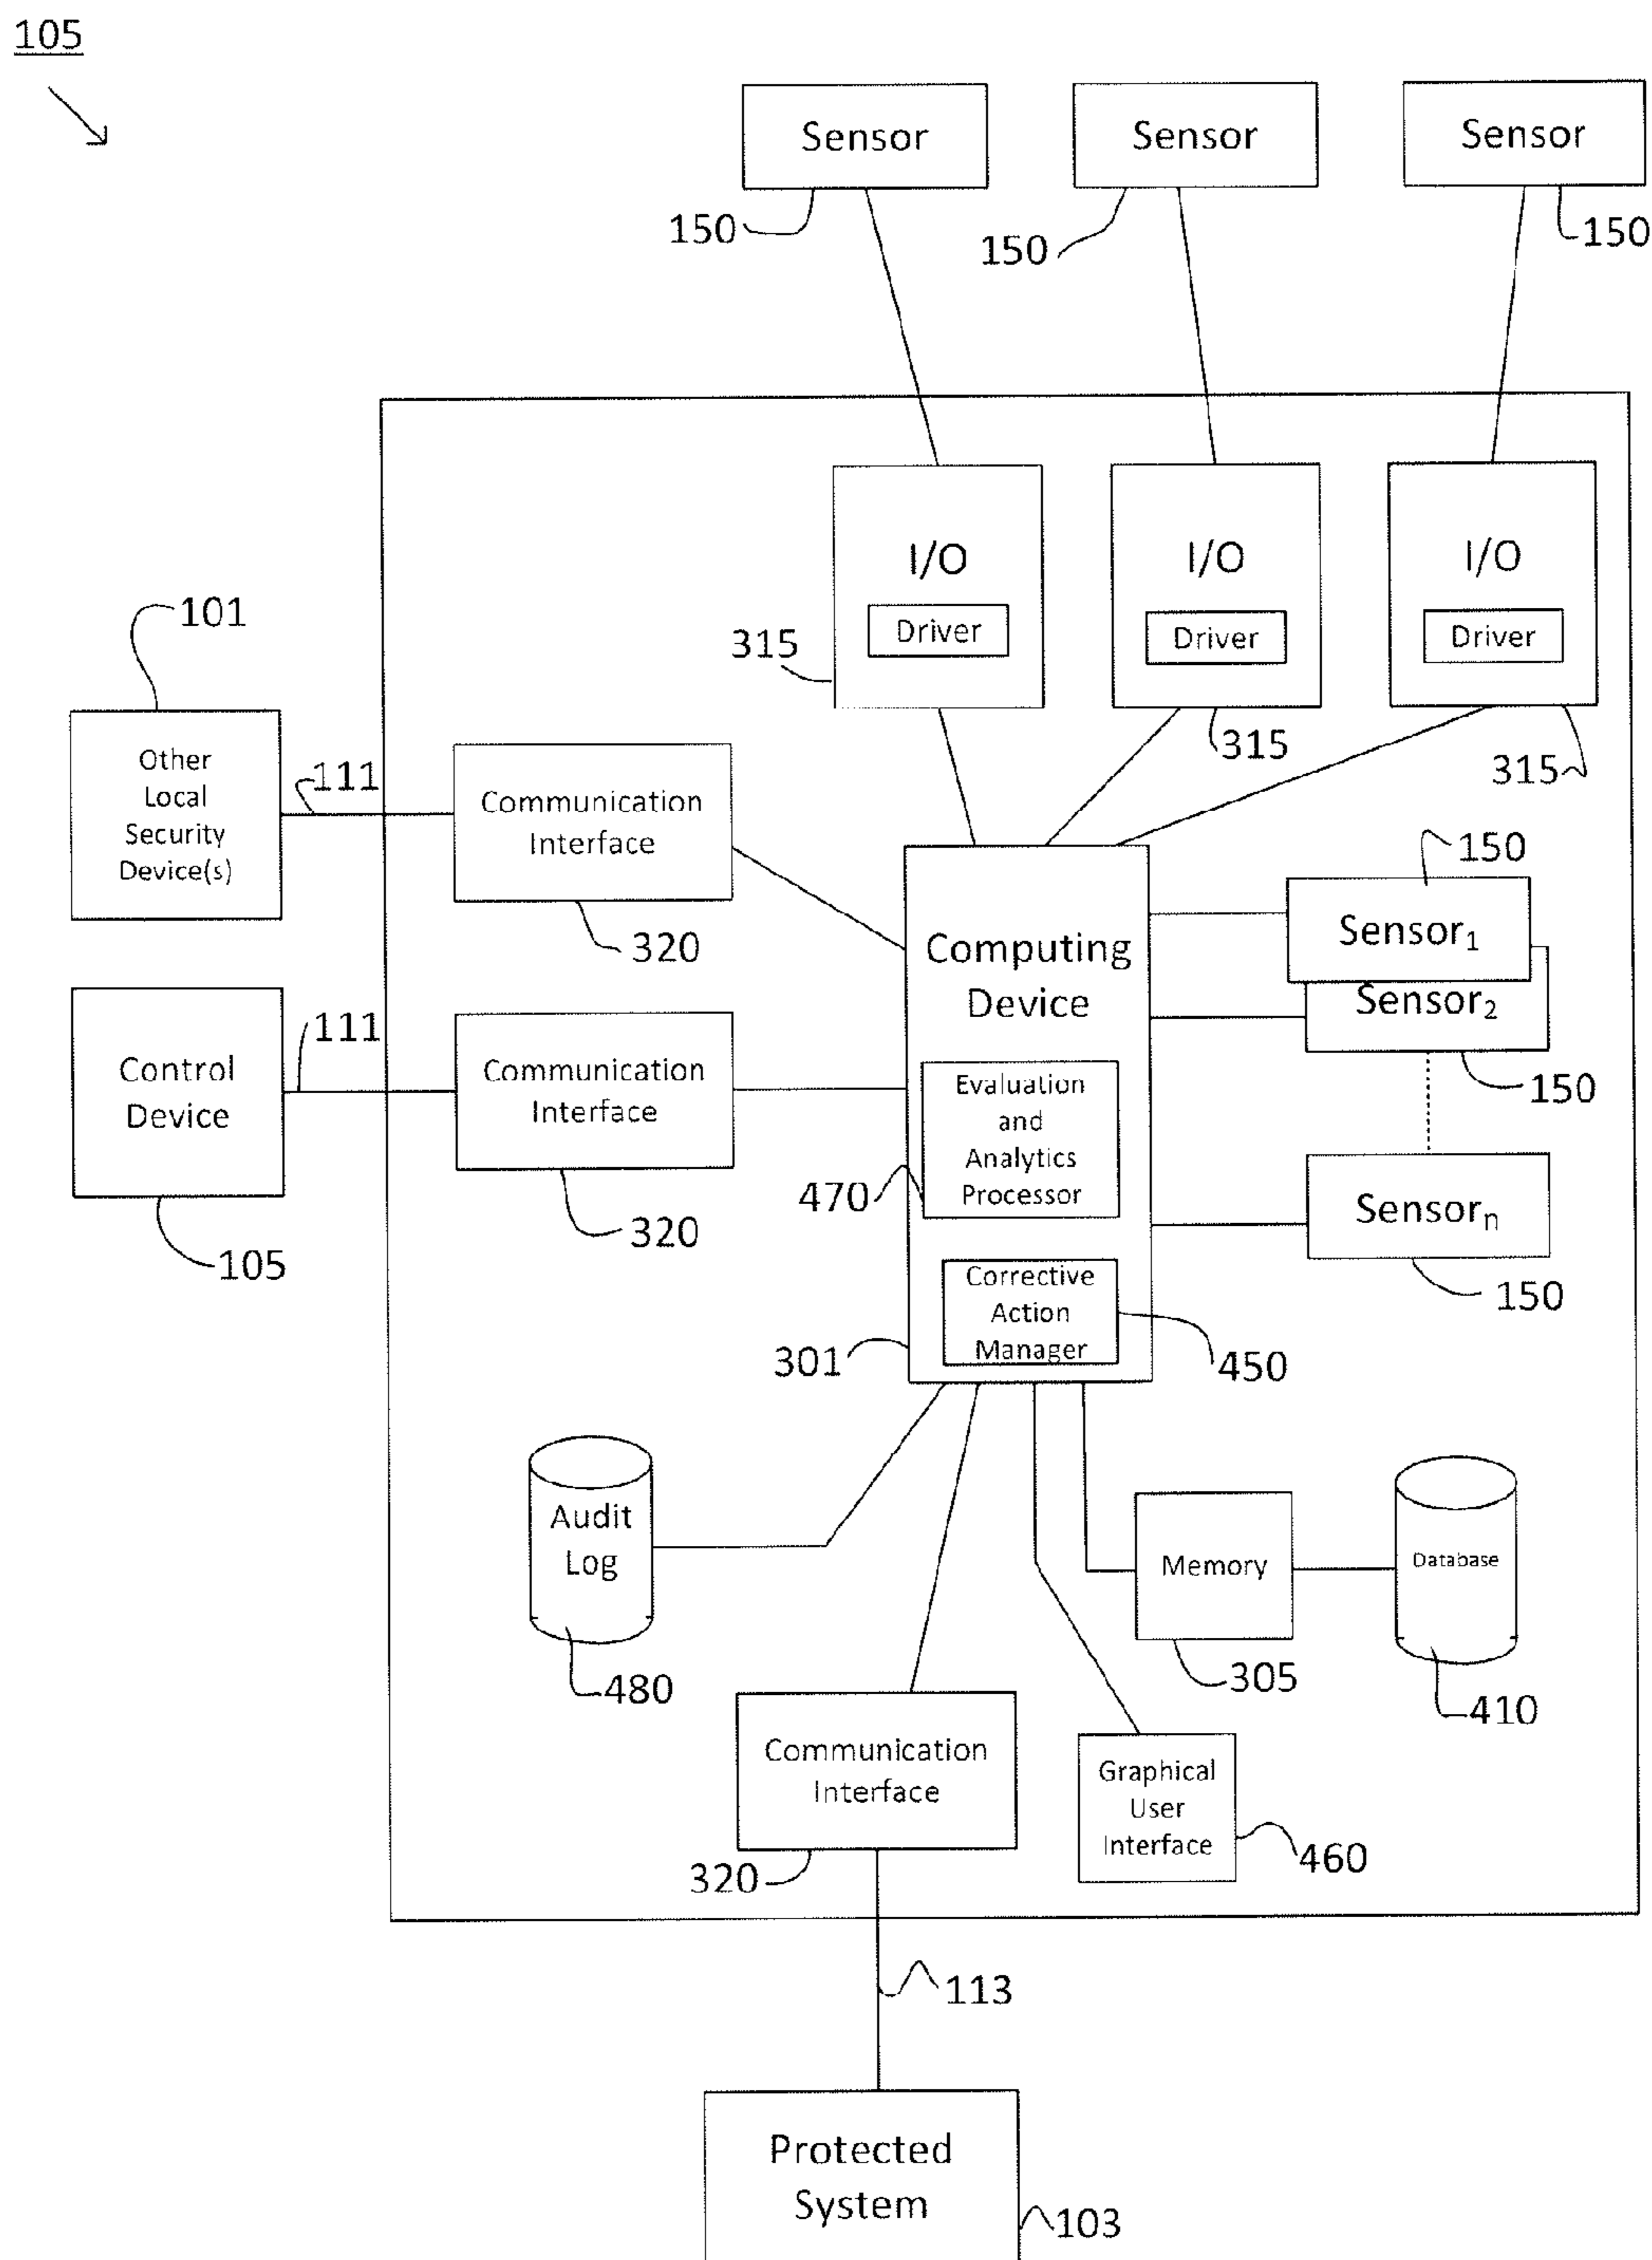 105
Sensor
Sensor
Sensor
150
150
150
I/O
Driver
315
I/O
Driver
315
I/O
Driver
315
101
Other
Local
Security
Device(s)
111
Communication
Interface
320
Control
Device
105
111
Communication
Interface
320
Computing
Device
Evaluation
and
Analytics
Processor
470
Corrective
Action
Manager
450
301
150
Sensor1
Sensor2
150
Sensorn
150
Audit
Log
480
Memory
305
Database
410
Communication
Interface
320
Graphical
User
Interface
460
113
Protected
System
103